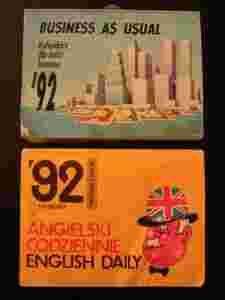 BUSINESS AS USUAL
'92
'92
ANGIELSKI
CODZIENNIE
ENGLISH DAILY